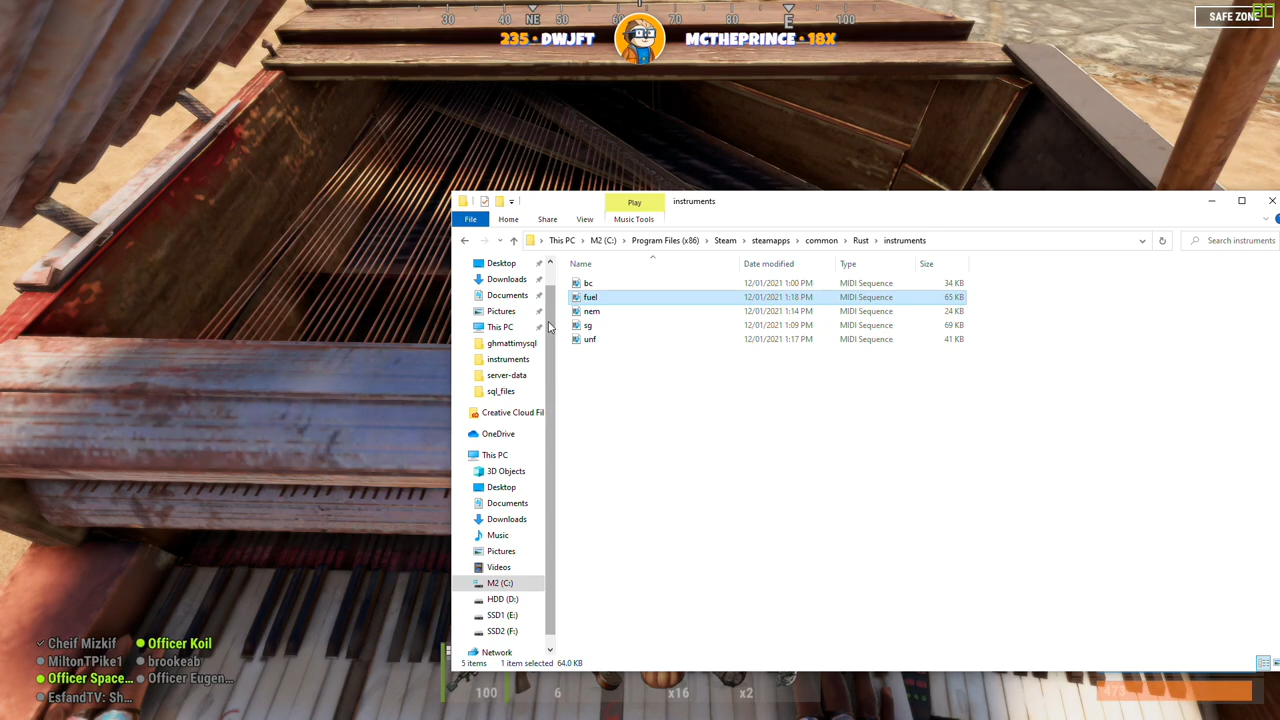 30 40 NE 50 60 70 80 E 100
SAFE ZONE
90
235 · DWJFT MCTHEPRINCE · 18X
Play instruments
File Home Share View Music Tools
This PC M2 (C:) Program Files (x86) Steam steamapps common Rust instruments
Search instruments
Name Date modified Type Size
bc 12/01/2021 1:00 PM MIDI Sequence 34 KB
fuel 12/01/2021 1:18 PM MIDI Sequence 65 KB
nem 12/01/2021 1:14 PM MIDI Sequence 24 KB
sg 12/01/2021 1:09 PM MIDI Sequence 69 KB
unf 12/01/2021 1:17 PM MIDI Sequence 41 KB
Desktop
Downloads
Documents
Pictures
This PC
ghmattimysql
instruments
server-data
sql_files
Creative Cloud Fil
OneDrive
This PC
3D Objects
Desktop
Documents
Downloads
Music
Pictures
Videos
M2 (C:)
HDD (D:)
SSD1 (E:)
SSD2 (F:)
Network
5 items 1 item selected 64.0 KB
Cheif Mizkif Officer Koil
MiltonTPike1 brookeab
Officer Space... Officer Eugen...
EsfandTV: Sh...
100 6 x16 x2
473